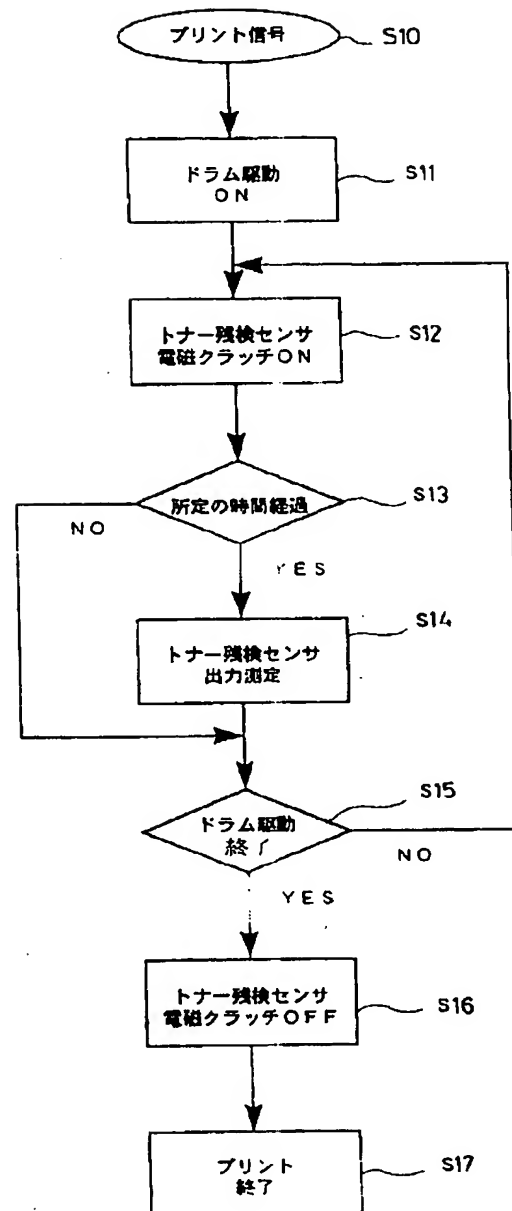 プリント信号
S10
ドラム駆動
ON
S11
トナー残検センサ
電磁クラッチON
S12
所定の時間経過
S13
NO
YES
トナー残検センサ
出力測定
S14
ドラム駆動
終了
S15
NO
YES
トナー残検センサ
電磁クラッチOFF
S16
プリント
終了
S17